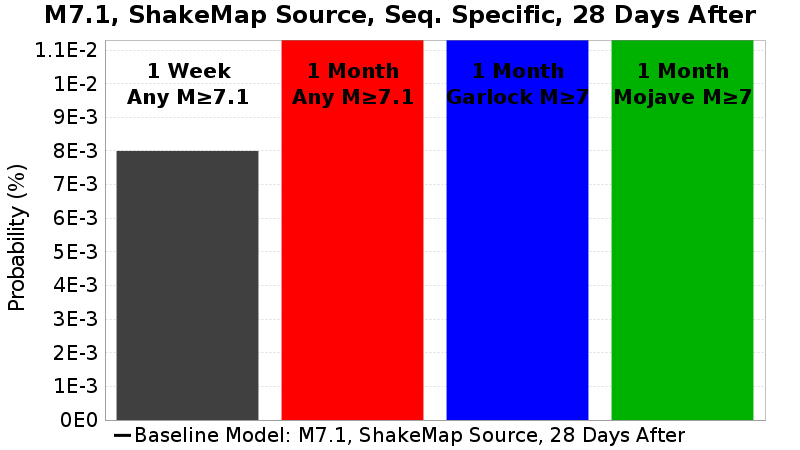 M7.1, ShakeMap Source, Seq. Specific, 28 Days After
Probability (%)
1.1E-2
1E-2
9E-3
8E-3
7E-3
6E-3
5E-3
4E-3
3E-3
2E-3
1E-3
0E0
1 Week
Any M≥7.1
1 Month
Any M≥7.1
1 Month
Garlock M≥7
1 Month
Mojave M≥7
Baseline Model: M7.1, ShakeMap Source, 28 Days After